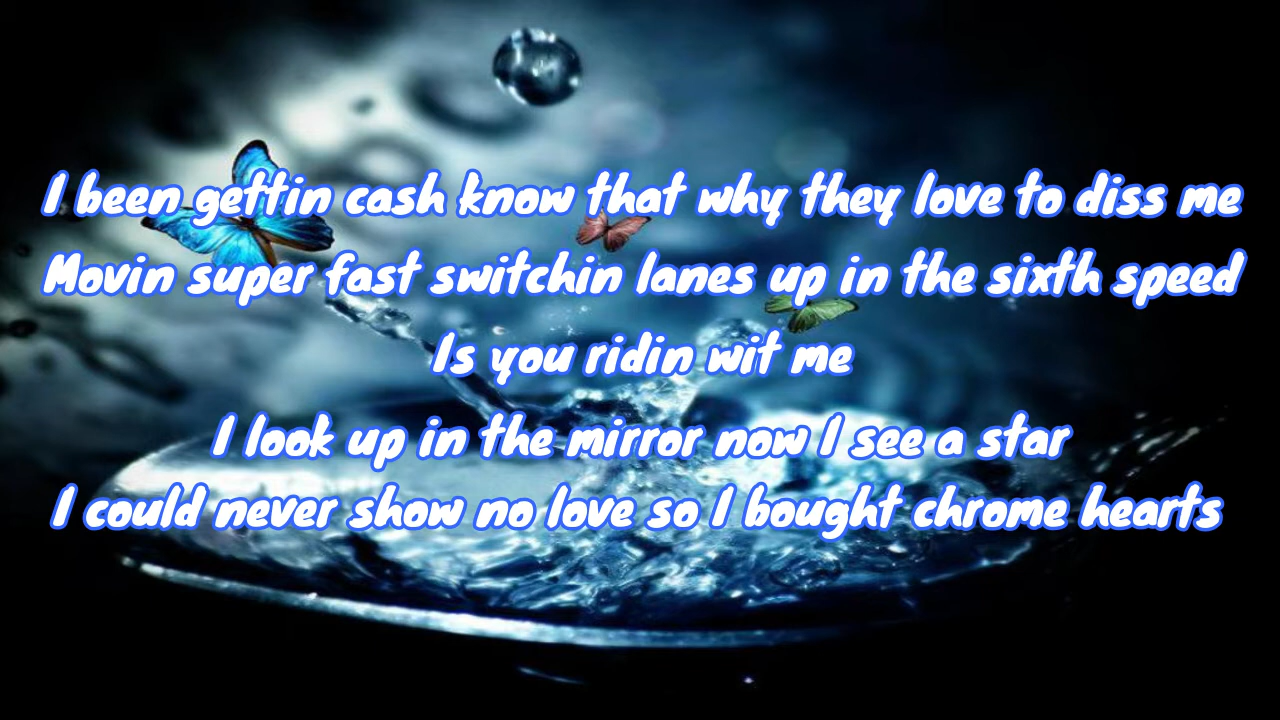 I been gettin cash know that why they love to diss me
Movin super fast switchin lanes up in the sixth speed
Is you ridin wit me
I look up in the mirror now I see a star
I could never show no love so I bought chrome hearts